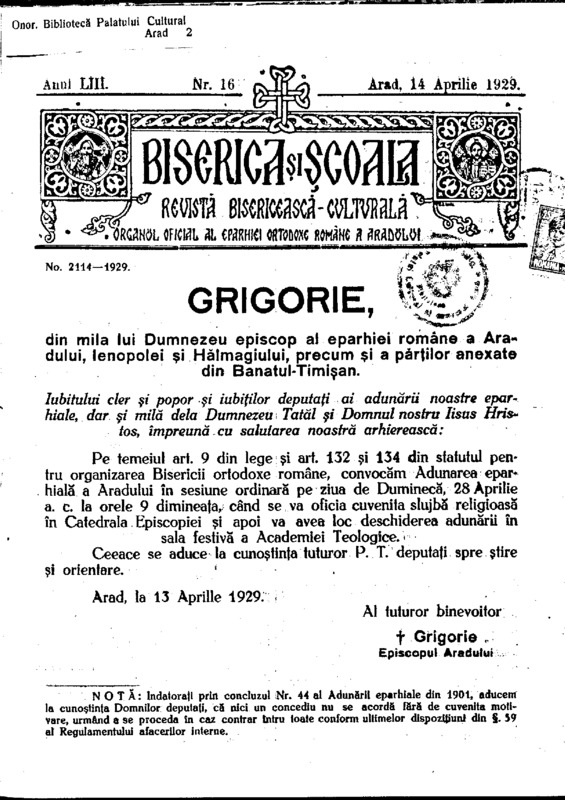 Onor. Biblioteca Palatului Cultural
Arad 2
Anul LIII.
Nr. 16
Arad, 14 Aprilie 1929.
BISERICA ȘI ȘCOALA
REVISTĂ BISERICEASCĂ-CULTURALĂ
ORGANUL OFICIAL AL EPARHIEI ORTODOXE ROMÂNE A ARADULUI
No. 2114—1929.
GRIGORIE,
din mila lui Dumnezeu episcop al eparhiei române a Ara-
dului, Ienopolei și Hălmagiului, precum și a părților anexate
din Banatul-Timișan.
Iubitului cler și popor și iubiților deputați ai adunării noastre epar-
hiale, dar și milă dela Dumnezeu Tatăl și Domnul nostru Iisus Hris-
tos, împreună cu salutarea noastră arhierească:
Pe temeiul art. 9 din lege și art. 132 și 134 din statutul pen-
tru organizarea Bisericii ortodoxe române, convocăm Adunarea epar-
hială a Aradului în sesiune ordinară pe ziua de Duminecă, 28 Aprilie
a. c. la orele 9 dimineața, când se va oficia cuvenita slujbă religioasă
în Catedrala Episcopiei și apoi va avea loc deschiderea adunării în
sala festivă a Academiei Teologice.
Ceeace se aduce la cunoștința tuturor P. T. deputați spre știre
și orientare.
Arad, la 13 Aprilie 1929.
Al tuturor binevoitor
† Grigorie
Episcopul Aradului
NOTĂ: Indatorați prin concluzul Nr. 44 al Adunării eparhiale din 1901, aducem
la cunoștința Domnilor deputați, că nici un concediu nu se acordă fără de cuvenita moti-
vare, urmând a se proceda în caz contrar întru toate conform ultimelor dispozițiuni din §. 59
al Regulamentului afacerilor interne.